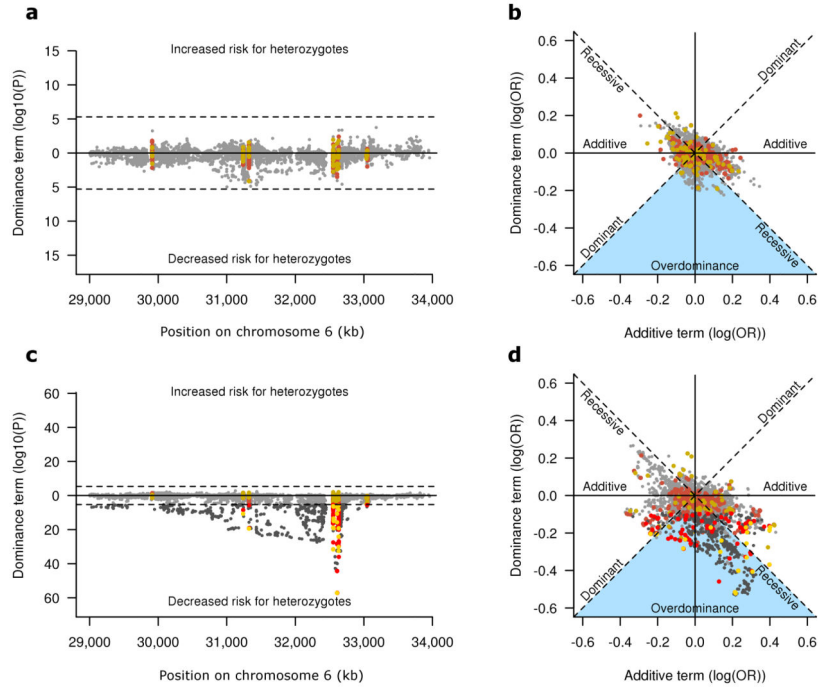 a
Increased risk for heterozygotes
15
10
5
0
5
10
15
Dominance term (log10(P))
Decreased risk for heterozygotes
29,000 30,000 31,000 32,000 33,000 34,000
Position on chromosome 6 (kb)
b
0.6
0.4
0.2
0.0
-0.2
-0.4
-0.6
Dominance term (log(OR))
Recessive
Dominant
Additive
Additive
Dominant
Recessive
Overdominance
-0.6 -0.4 -0.2 0.0 0.2 0.4 0.6
Additive term (log(OR))
c
Increased risk for heterozygotes
60
40
20
0
20
40
60
Dominance term (log10(P))
Decreased risk for heterozygotes
29,000 30,000 31,000 32,000 33,000 34,000
Position on chromosome 6 (kb)
d
0.6
0.4
0.2
0.0
-0.2
-0.4
-0.6
Dominance term (log(OR))
Recessive
Dominant
Additive
Additive
Dominant
Recessive
Overdominance
-0.6 -0.4 -0.2 0.0 0.2 0.4 0.6
Additive term (log(OR))